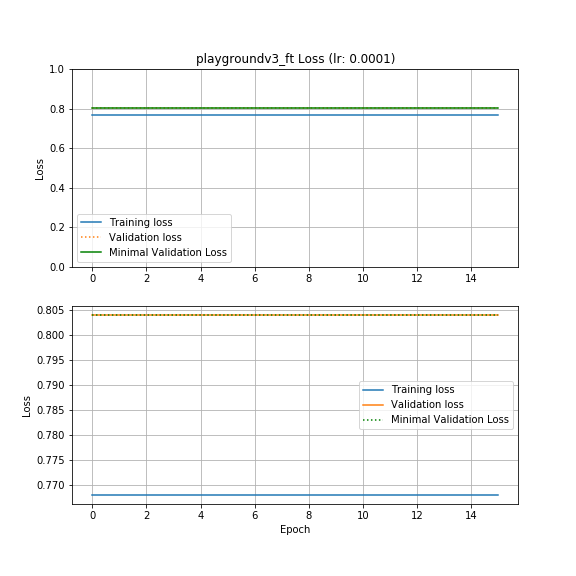 playgroundv3_ft Loss (lr: 0.0001)
1.0
0.8
0.6
0.4
0.2
0.0
Loss
Training loss
Validation loss
Minimal Validation Loss
0 2 4 6 8 10 12 14
0.805
0.800
0.795
0.790
0.785
0.780
0.775
0.770
Loss
Training loss
Validation loss
Minimal Validation Loss
0 2 4 6 8 10 12 14
Epoch